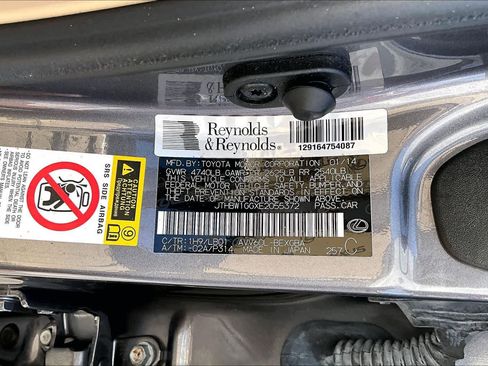 Reynolds
& Reynolds®
129164754087
MFD. BY: TOYOTA MOTOR CORPORATION 01/14
GVWR 4740LB GAWR FR 2625LB RR 2540LB
THIS VEHICLE CONFORMS TO ALL APPLICABLE
FEDERAL MOTOR VEHICLE SAFETY, BUMPER, AND
THEFT PREVENTION STANDARDS IN EFFECT ON
THE DATE OF MANUFACTURE SHOWN ABOVE.
JTHBW1GGXE2055372 PASS.CAR
C/TR: 1H9/LB01 AVV60L-BEXGBA
A/TM: -02A/P314 MADE IN JAPAN 257
SRS SIDE AIRBAG